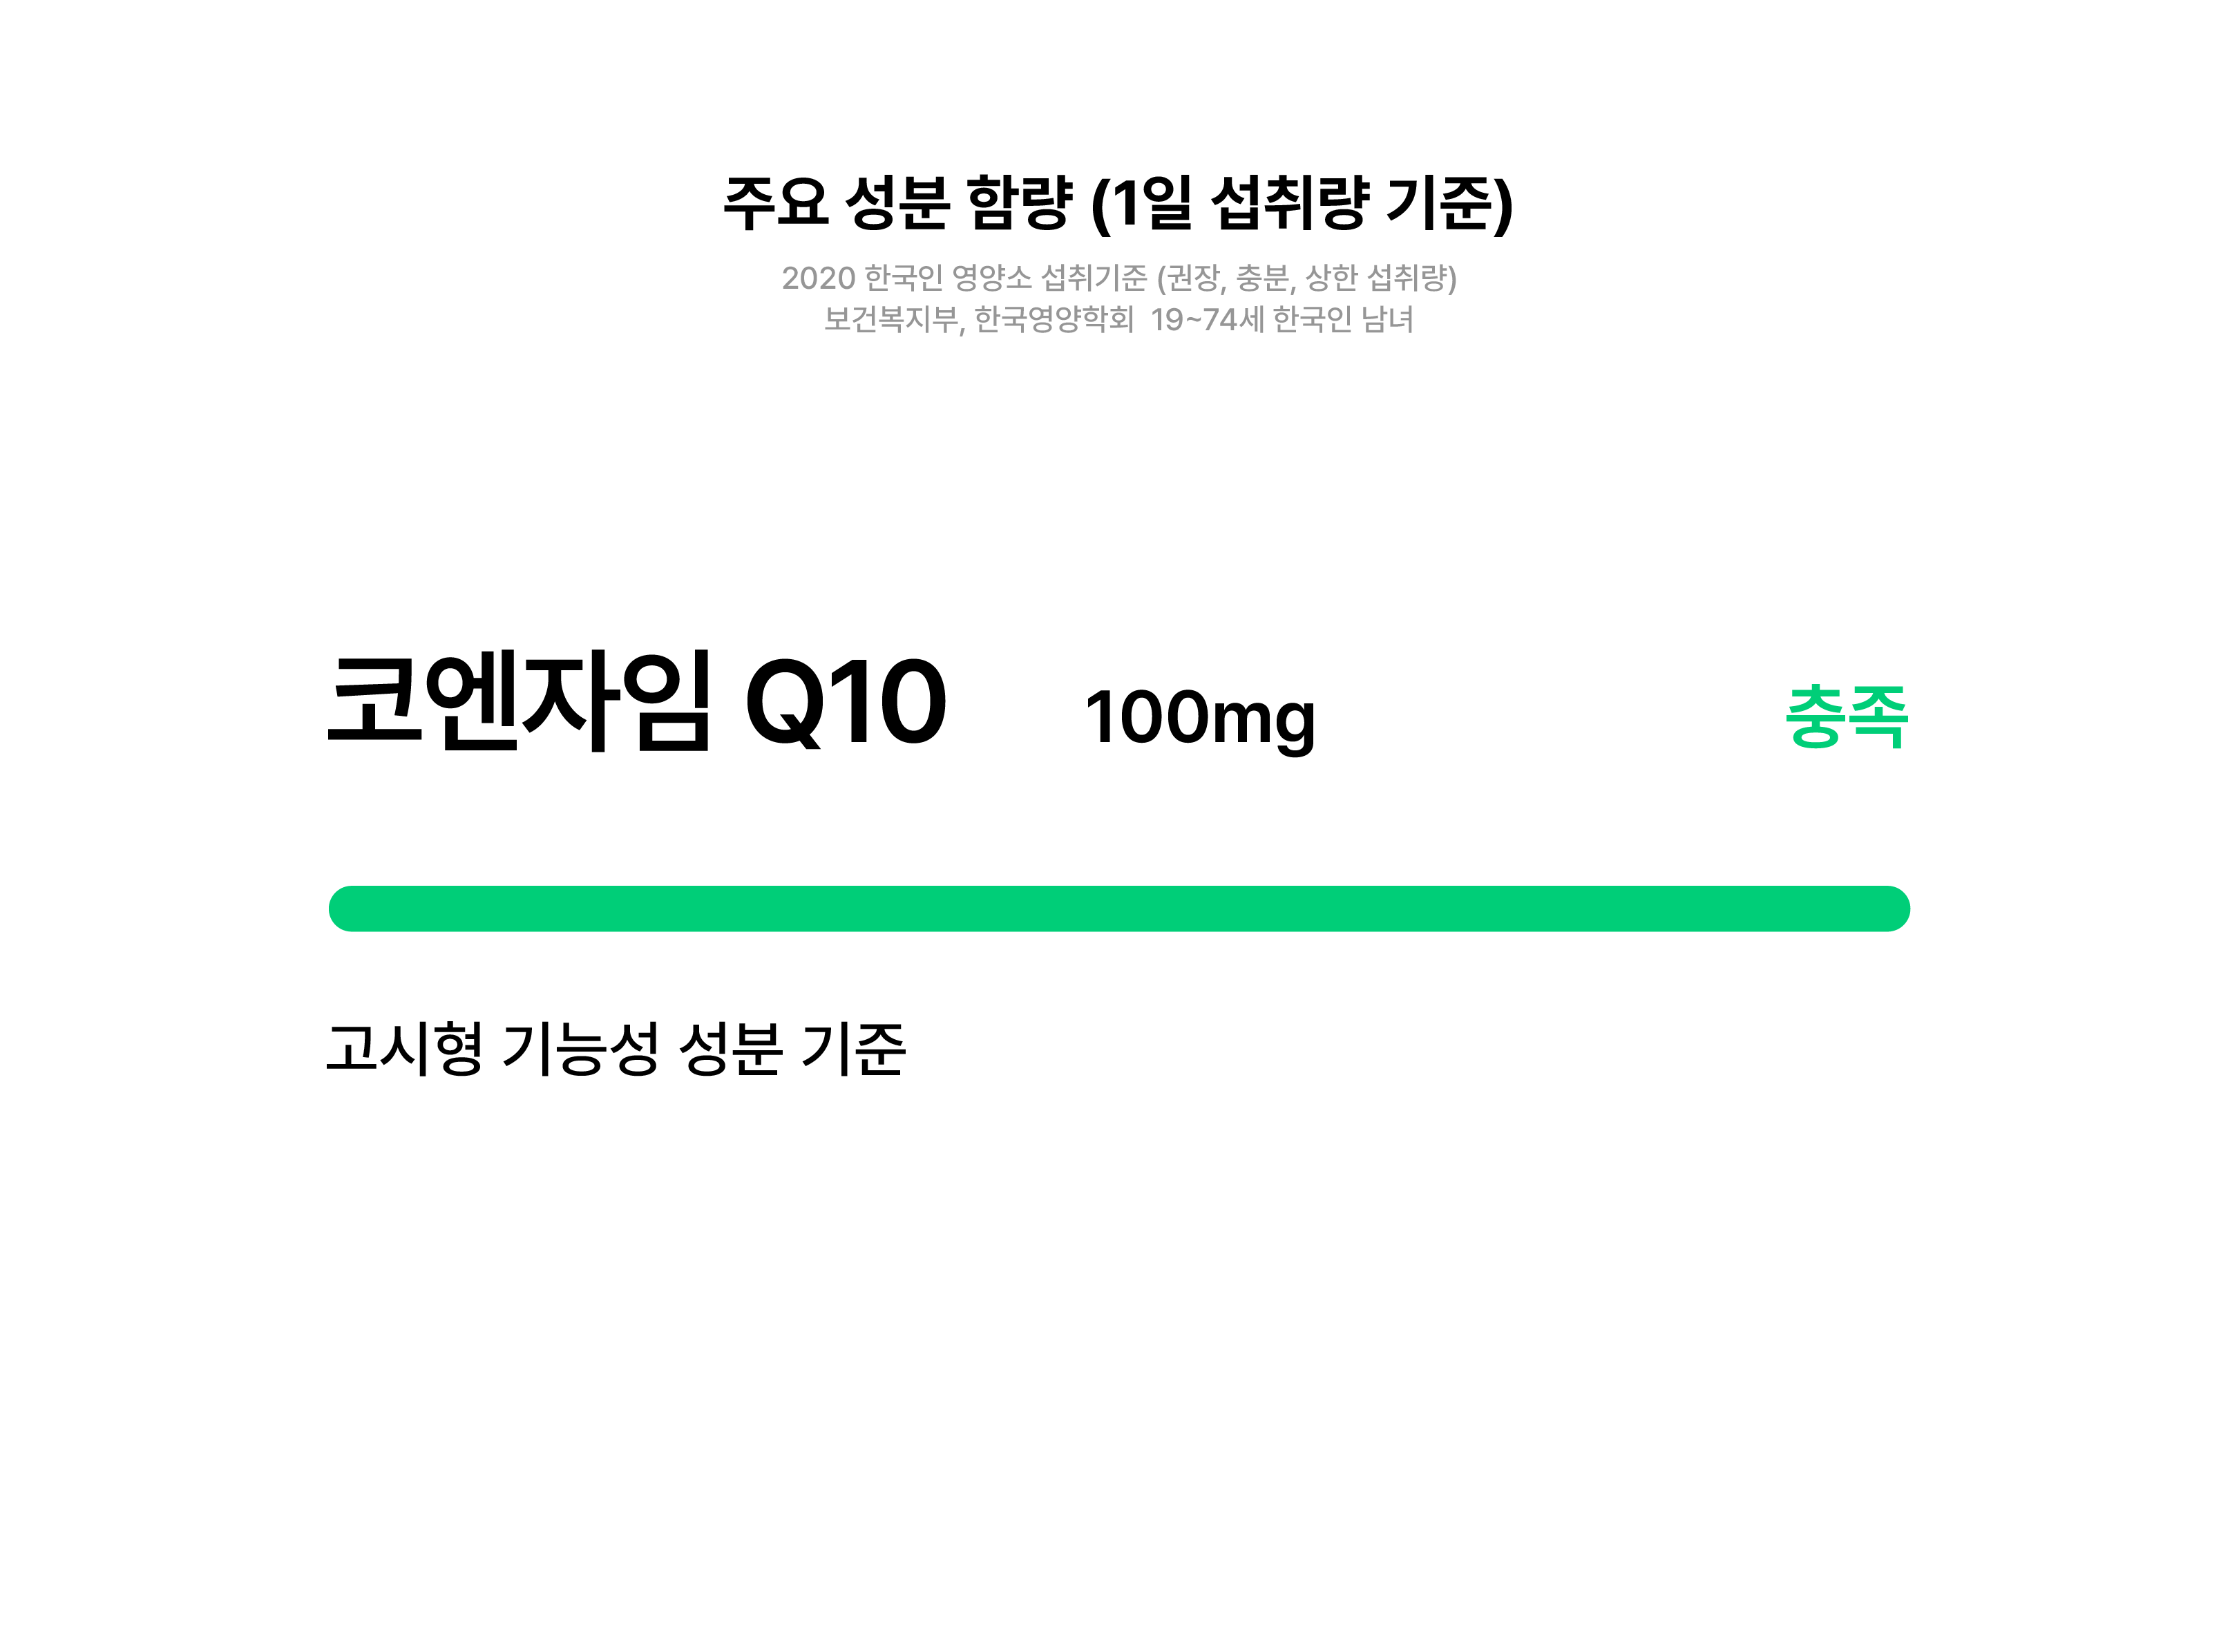 주요 성분 함량 (1일 섭취량 기준)
2020 한국인 영양소 섭취기준 (권장, 충분, 상한 섭취량)
보건복지부, 한국영양학회 19~74세 한국인 남녀
코엔자임 Q10 100mg 충족
고시형 기능성 성분 기준